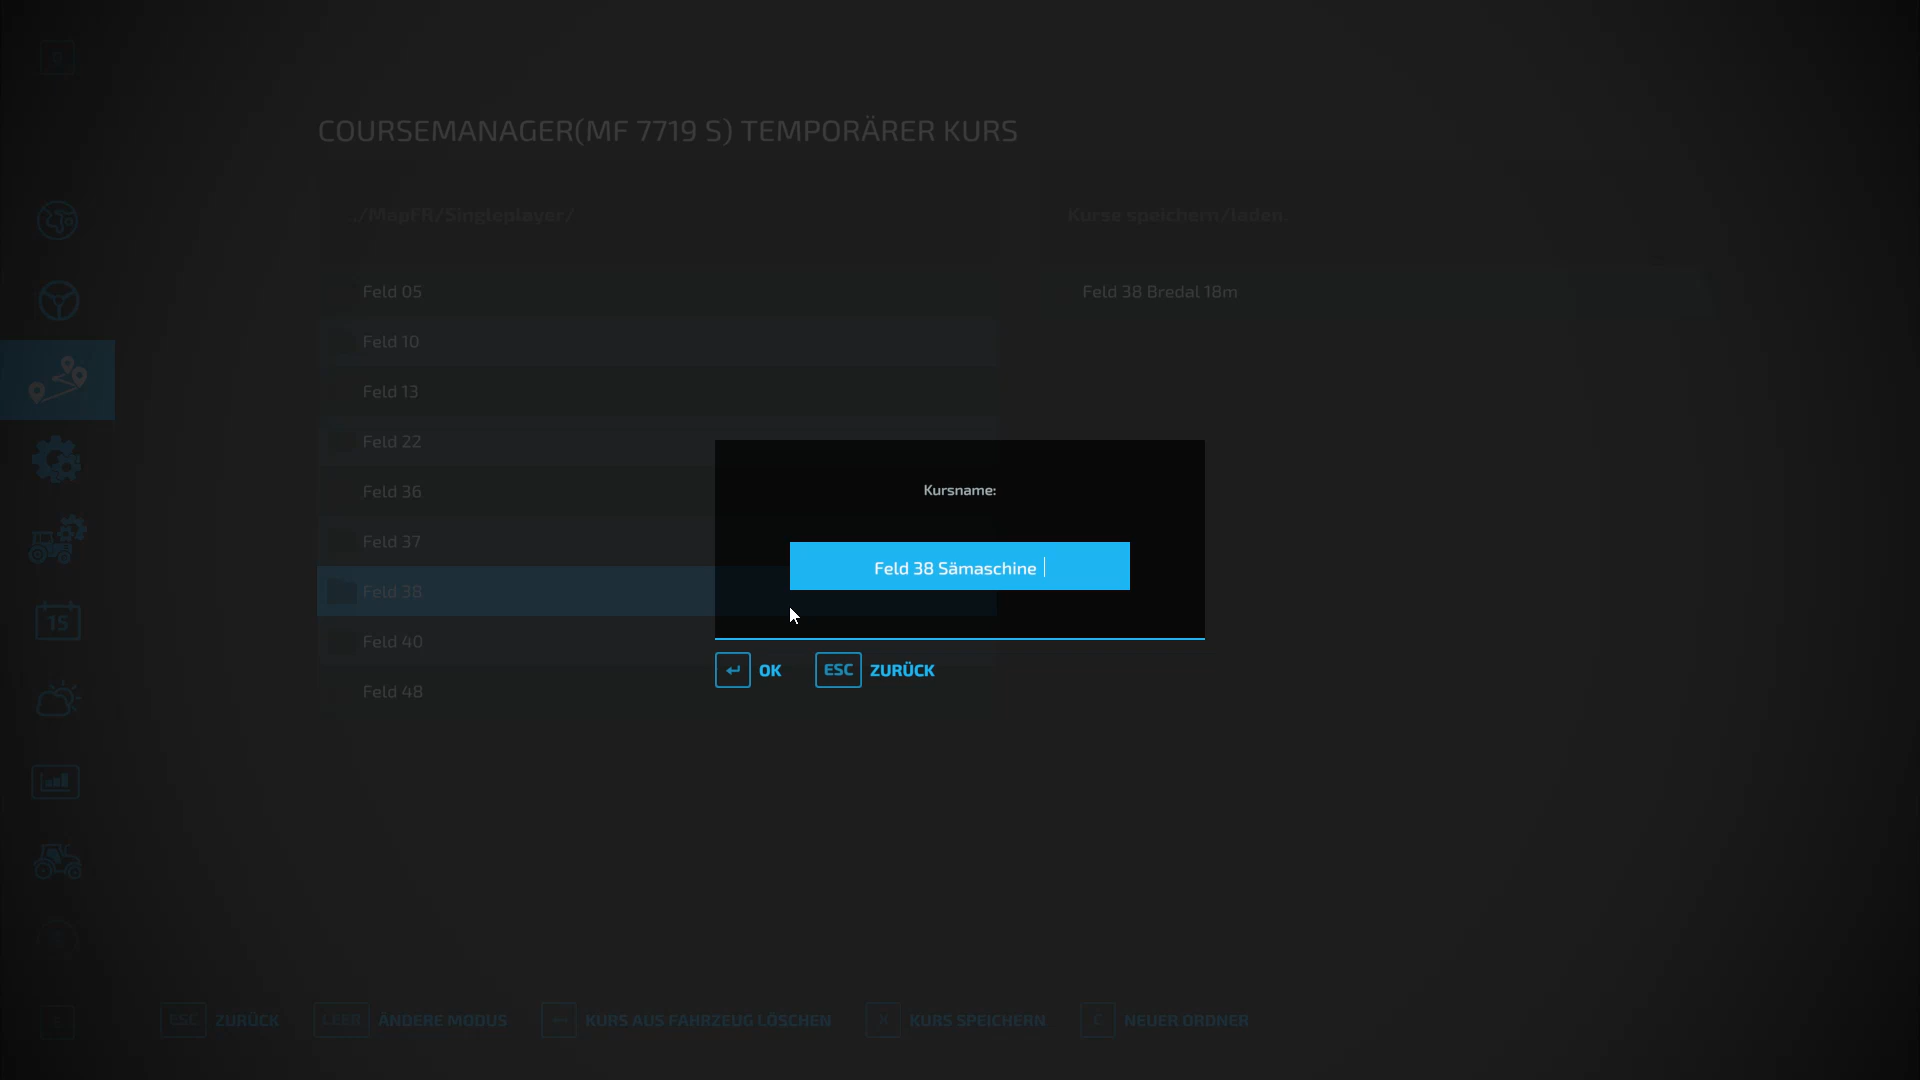 COURSEMANAGER(MF 7719 S) TEMPORÄRER KURS
../MapFR/Singleplayer/
Kurse speichern/laden
Feld 05
Feld 38 Bredal 18m
Feld 10
Feld 13
Feld 22
Feld 36
Feld 37
Feld 38
Feld 40
Feld 48
Kursname:
Feld 38 Sämaschine
OK
ESC ZURÜCK
15
ESC ZURÜCK
LEER ÄNDERE MODUS
KURS AUS FAHRZEUG LÖSCHEN
X KURS SPEICHERN
C NEUER ORDNER